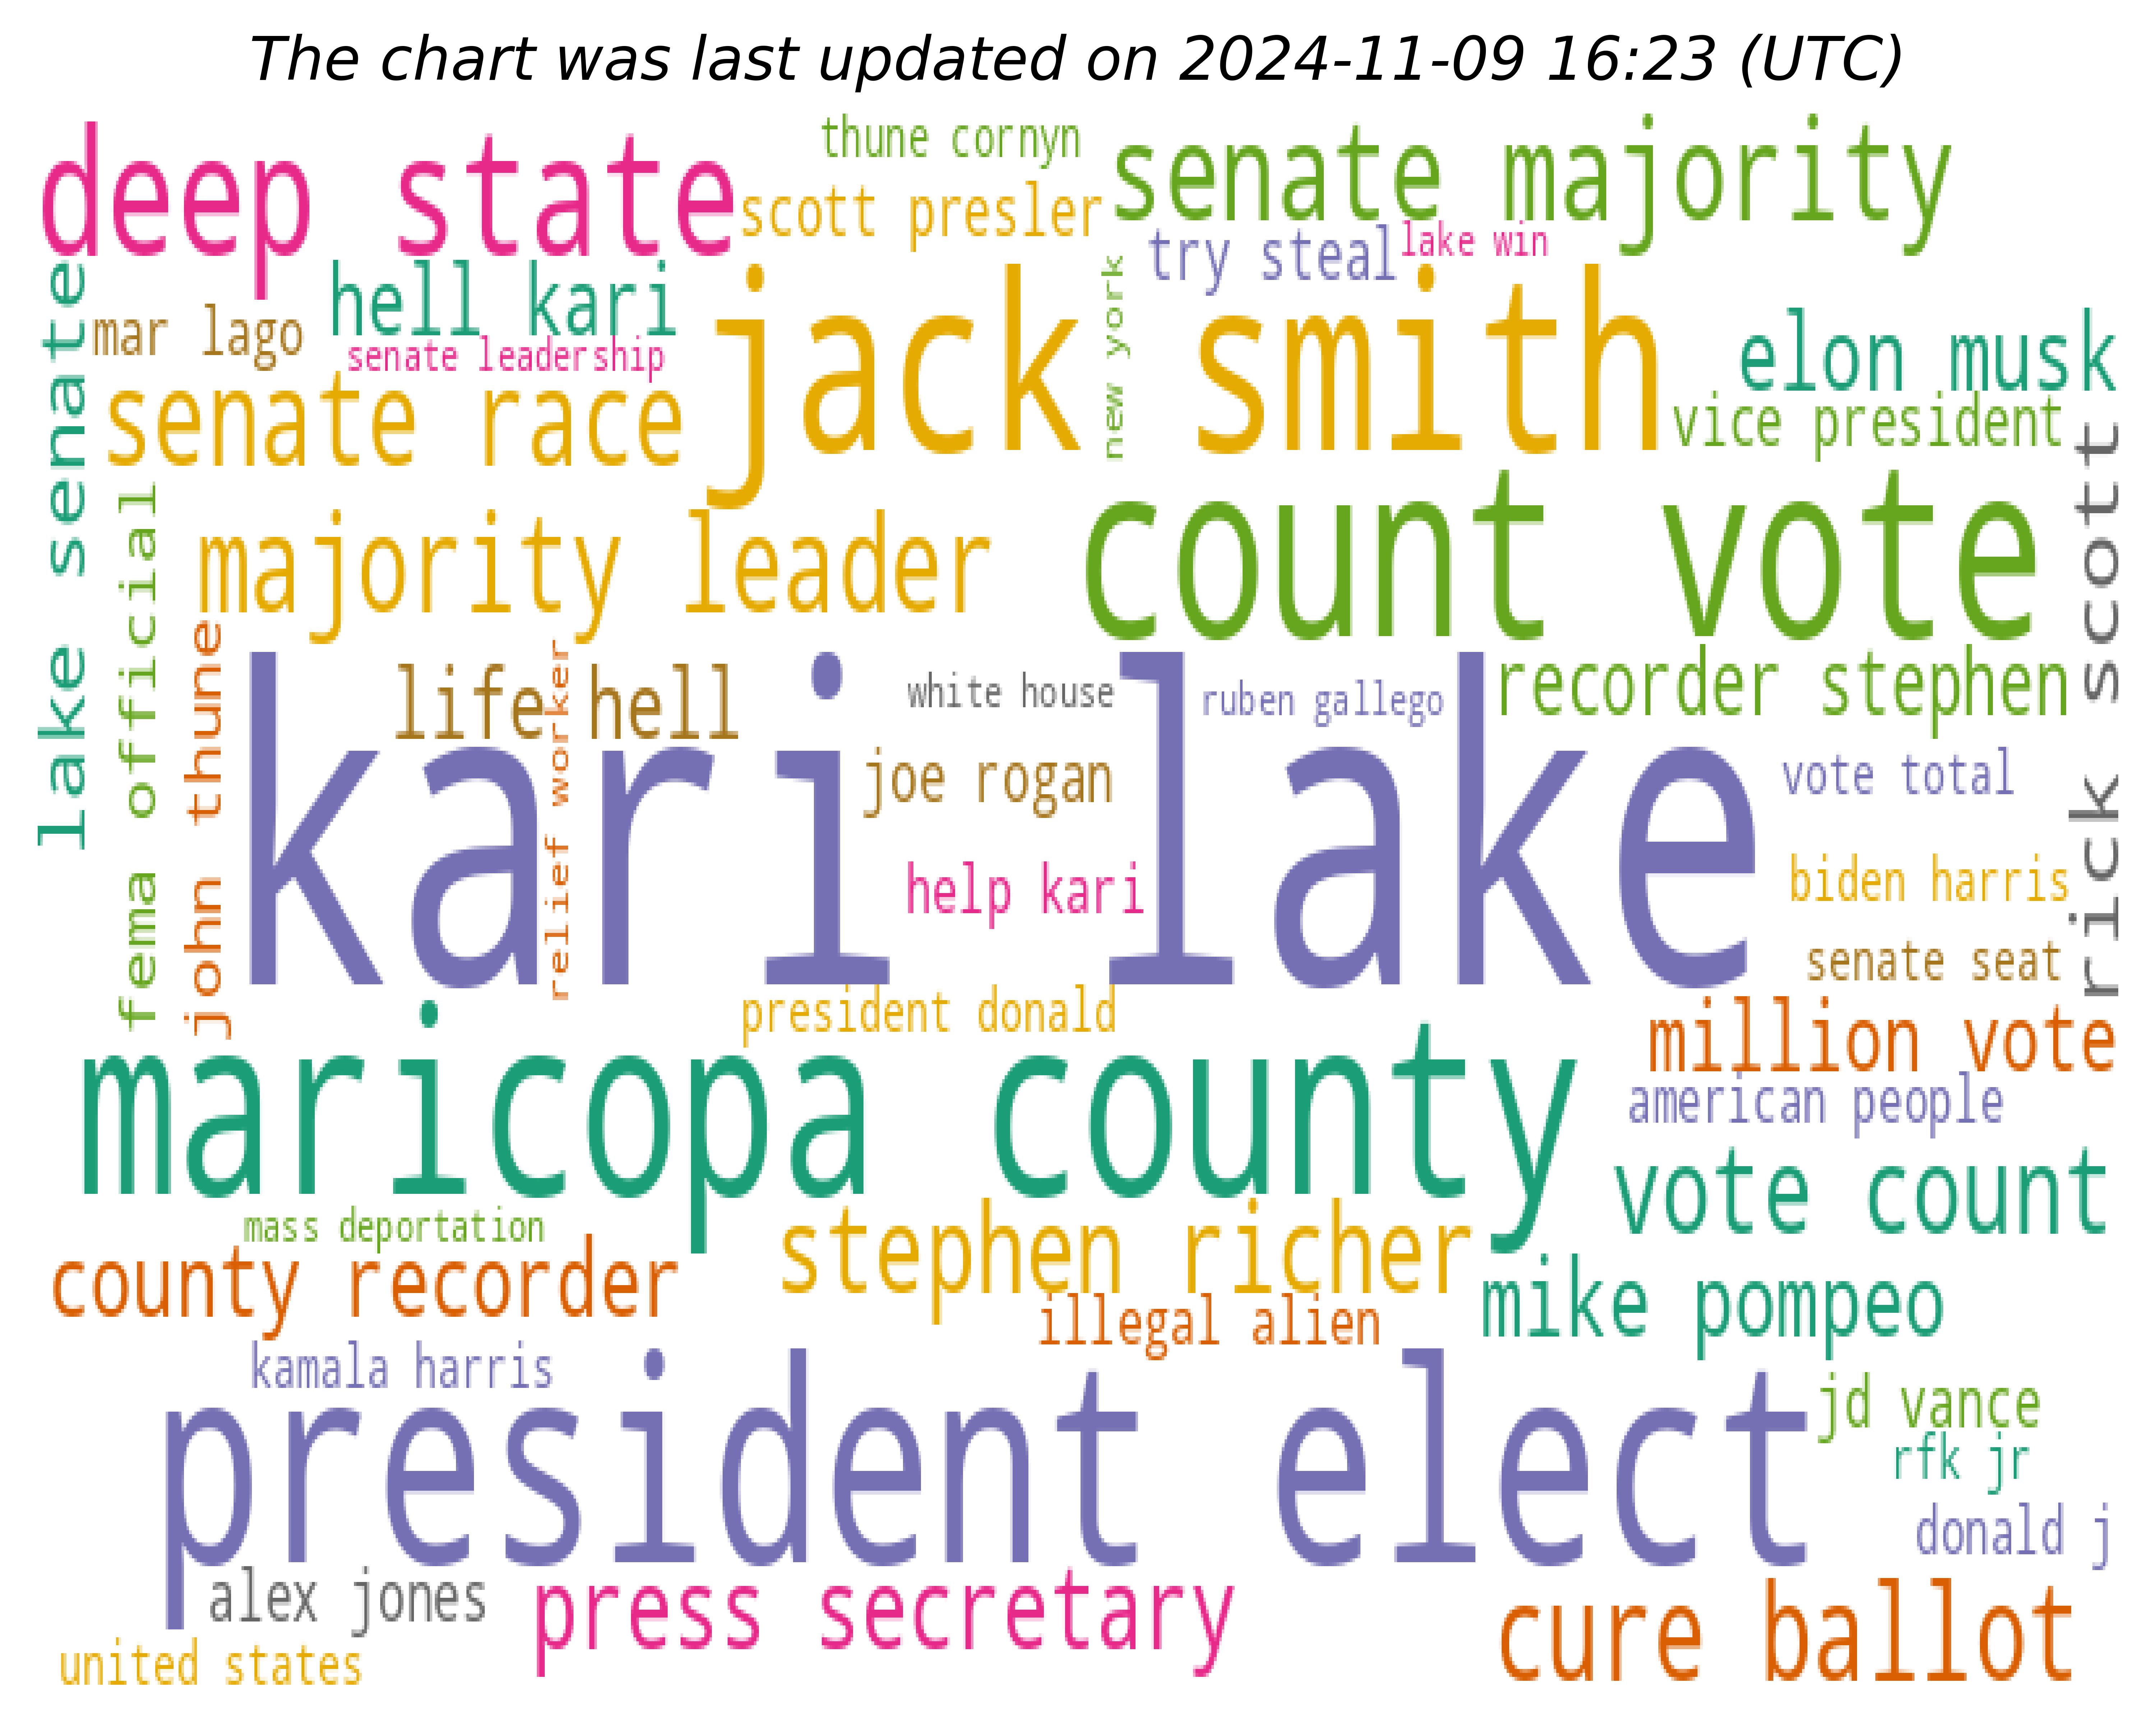 The chart was last updated on 2024-11-09 16:23 (UTC)
deep state
thune cornyn
senate majority
scott presler
try steal
lake win
hell kari
mar lago
senate leadership
jack smith
new york
elon musk
lake senate
senate race
vice president
rick scott
fema official
majority leader
count vote
john thune
life hell
relief worker
white house
ruben gallego
recorder stephen
kari lake
joe rogan
vote total
help kari
biden harris
senate seat
president donald
million vote
maricopa county
american people
vote count
mass deportation
stephen richer
county recorder
illegal alien
mike pompeo
kamala harris
president elect
jd vance
rfk jr
donald j
alex jones
press secretary
cure ballot
united states